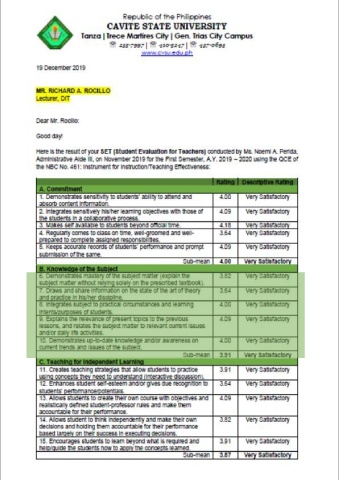 Republic of the Philippines
CAVITE STATE UNIVERSITY
Tanza | Trece Martires City | Gen. Trias City Campus
www.cvsu.edu.ph
19 December 2019
MR. RICHARD A. ROCILLO
Lecturer, DIT
Dear Mr. Rocillo:
Good day!
Here is the result of your SET (Student Evaluation for Teachers) conducted by Ms. Noemi A. Perida,
Administrative Aide III, on November 2019 for the First Semester, A.Y. 2019 – 2020 using the QCE of
the NBC No. 461: Instrument for Instruction/Teaching Effectiveness:
Rating Descriptive Rating
A. Commitment
1. Demonstrates sensitivity to students' ability to attend and
absorb content information. 4.00 Very Satisfactory
2. Integrates sensitively his/her learning objectives with those of
the students in a collaborative process. 4.09 Very Satisfactory
3. Makes self available to students beyond official time. 4.18 Very Satisfactory
4. Regularly comes to class on time, well-groomed and well-
prepared to complete assigned responsibilities. 3.64 Very Satisfactory
5. Keeps accurate records of students' performance and prompt
submission of the same. 4.09 Very Satisfactory
Sub-mean 4.00 Very Satisfactory
B. Knowledge of the Subject
6. Demonstrates mastery of the subject matter (explain the
subject matter without relying solely on the prescribed textbook). 3.82 Very Satisfactory
7. Draws and share information on the state of the art of theory
and practice in his/her discipline. 3.64 Very Satisfactory
8. Integrates subject to practical circumstances and learning
intents/purposes of students. 4.00 Very Satisfactory
9. Explains the relevance of present topics to the previous
lessons, and relates the subject matter to relevant current issues
and/or daily life activities. 4.09 Very Satisfactory
10. Demonstrates up-to-date knowledge and/or awareness on
current trends and issues of the subject. 4.00 Very Satisfactory
Sub-mean 3.91 Very Satisfactory
C. Teaching for Independent Learning
11. Creates teaching strategies that allow students to practice
using concepts they need to understand (interactive discussion). 3.91 Very Satisfactory
12. Enhances student self-esteem and/or gives due recognition to
students' performance/potentials. 3.64 Very Satisfactory
13. Allows students to create their own course with objectives and
realistically defined student-professor rules and make them
accountable for their performance. 4.09 Very Satisfactory
14. Allows student to think independently and make their own
decisions and holding them accountable for their performance
based largely on their success in executing decisions. 3.82 Very Satisfactory
15. Encourages students to learn beyond what is required and
help/guide the students how to apply the concepts learned. 3.91 Very Satisfactory
Sub-mean 3.87 Very Satisfactory